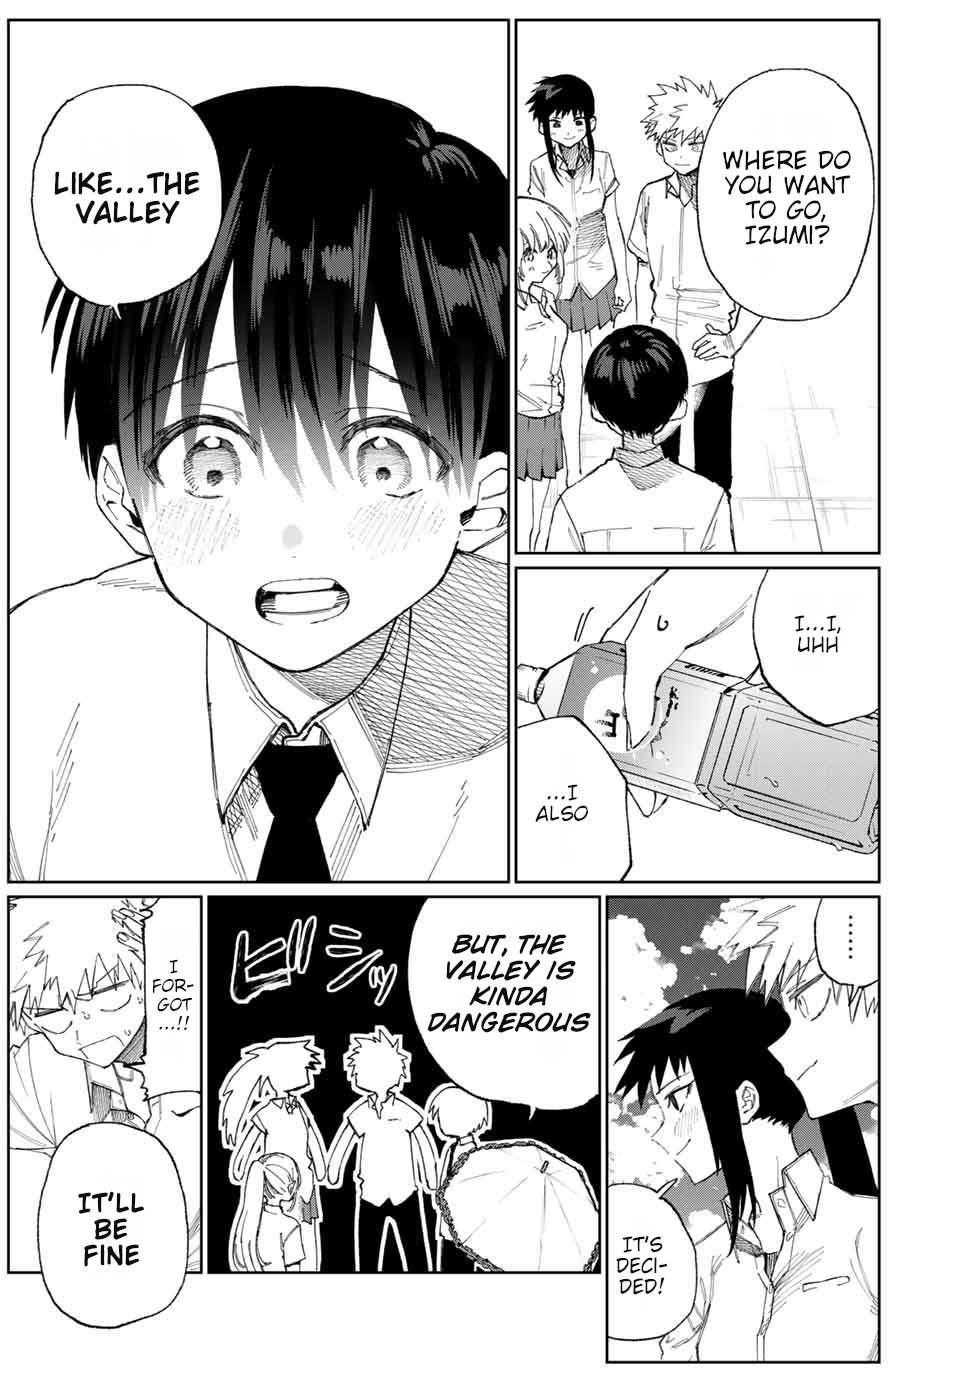 WHERE DO
YOU WANT
TO GO,
IZUMI?
I...I,
UHH
...I
ALSO
LIKE...THE
VALLEY
.......
IT'S
DECI-
DED!
BUT, THE
VALLEY IS
KINDA
DANGEROUS
ビシッ
I
FOR-
GOT
...!!
IT'LL
BE
FINE